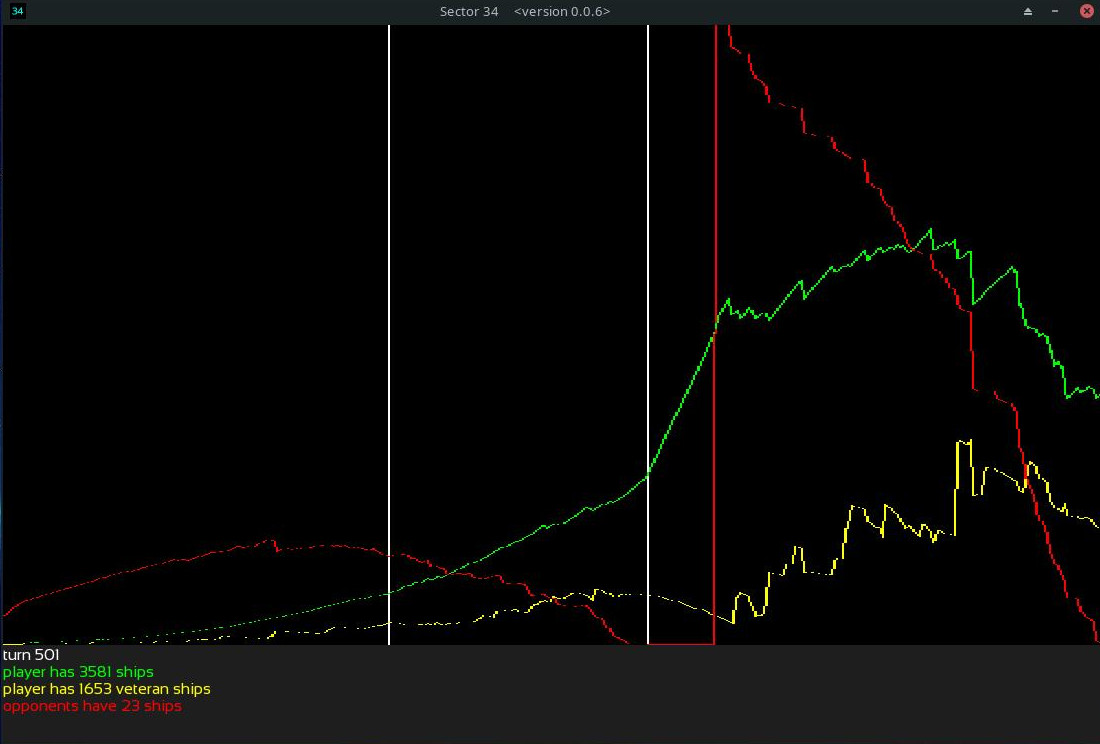 34
Sector 34 <version 0.0.6>
turn 501
player has 3581 ships
player has 1653 veteran ships
opponents have 23 ships